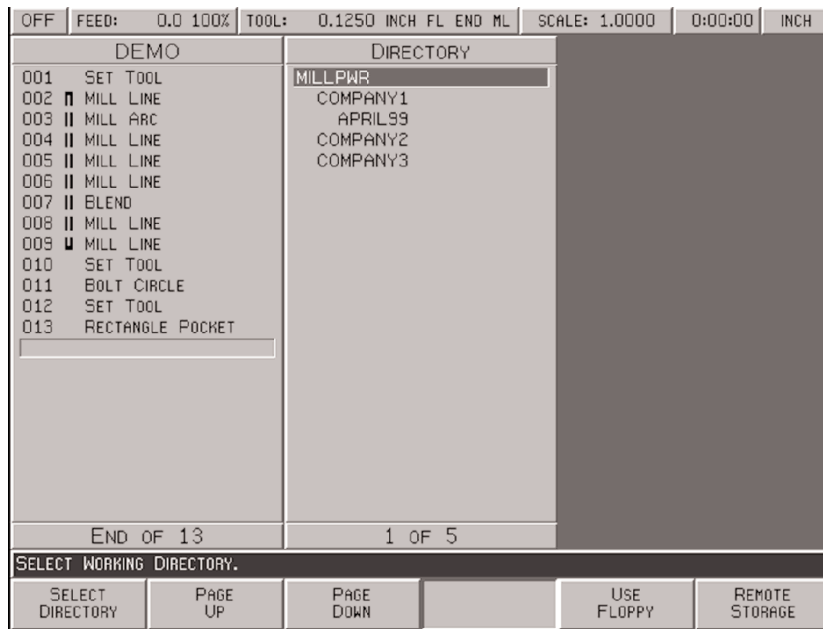 OFF FEED: 0.0 100% TOOL: 0.1250 INCH FL END ML SCALE: 1.0000 0:00:00 INCH
DEMO
001 SET TOOL
002 MILL LINE
003 MILL ARC
004 MILL LINE
005 MILL LINE
006 MILL LINE
007 BLEND
008 MILL LINE
009 MILL LINE
010 SET TOOL
011 BOLT CIRCLE
012 SET TOOL
013 RECTANGLE POCKET
END OF 13
DIRECTORY
MILLPWR
COMPANY1
APRIL99
COMPANY2
COMPANY3
1 OF 5
SELECT WORKING DIRECTORY.
SELECT DIRECTORY
PAGE UP
PAGE DOWN
USE FLOPPY
REMOTE STORAGE